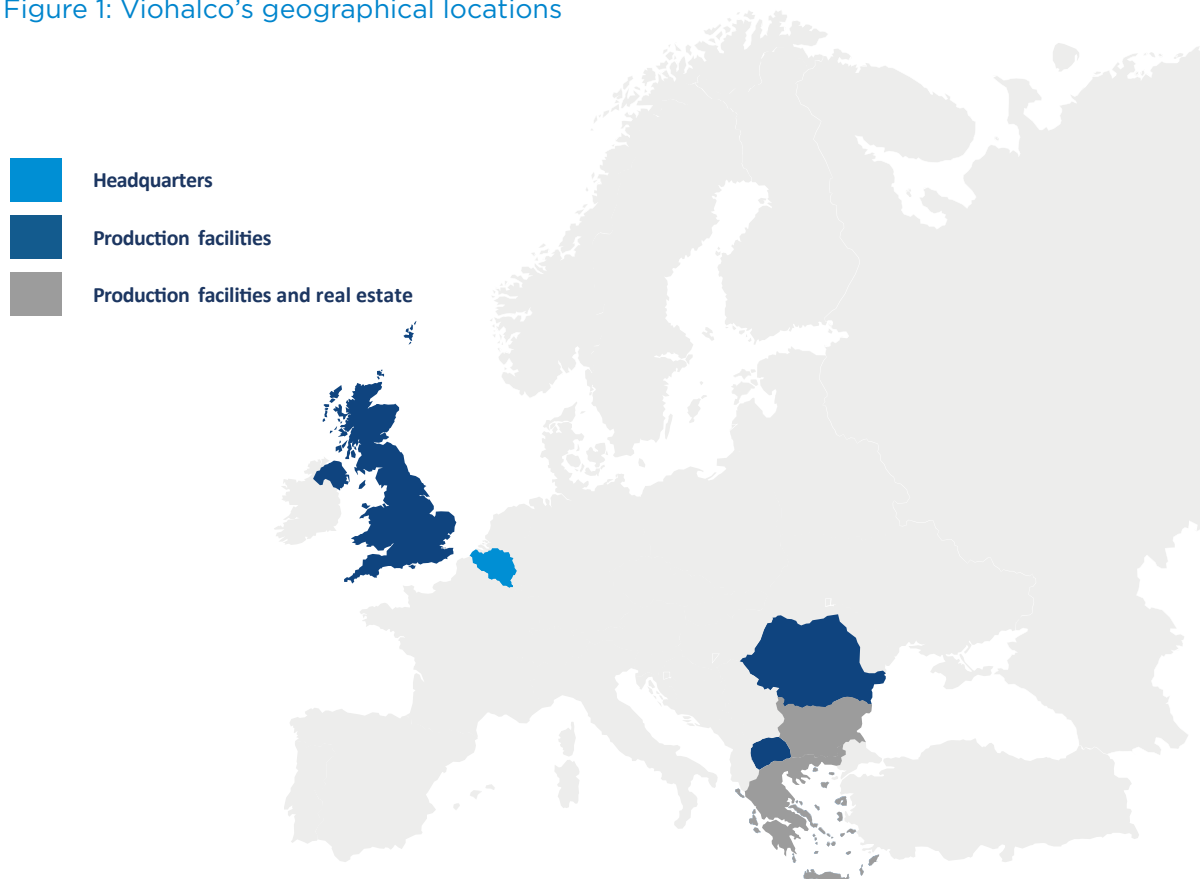 Figure 1: Viohalco’s geographical locations
Headquarters
Production facilities
Production facilities and real estate